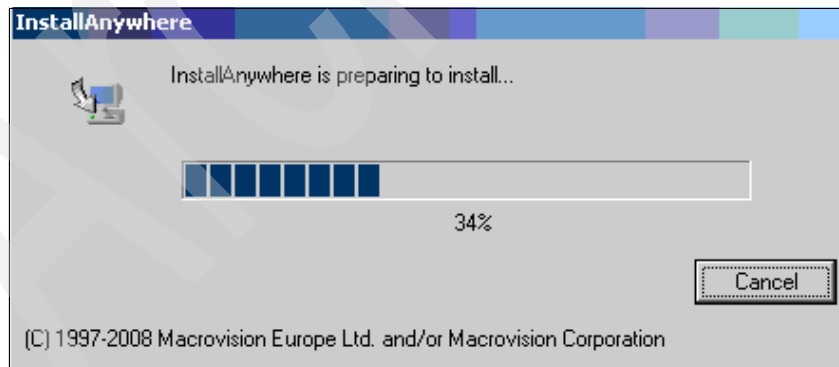 InstallAnywhere
InstallAnywhere is preparing to install...
34%
Cancel
(C) 1997-2008 Macrovision Europe Ltd. and/or Macrovision Corporation